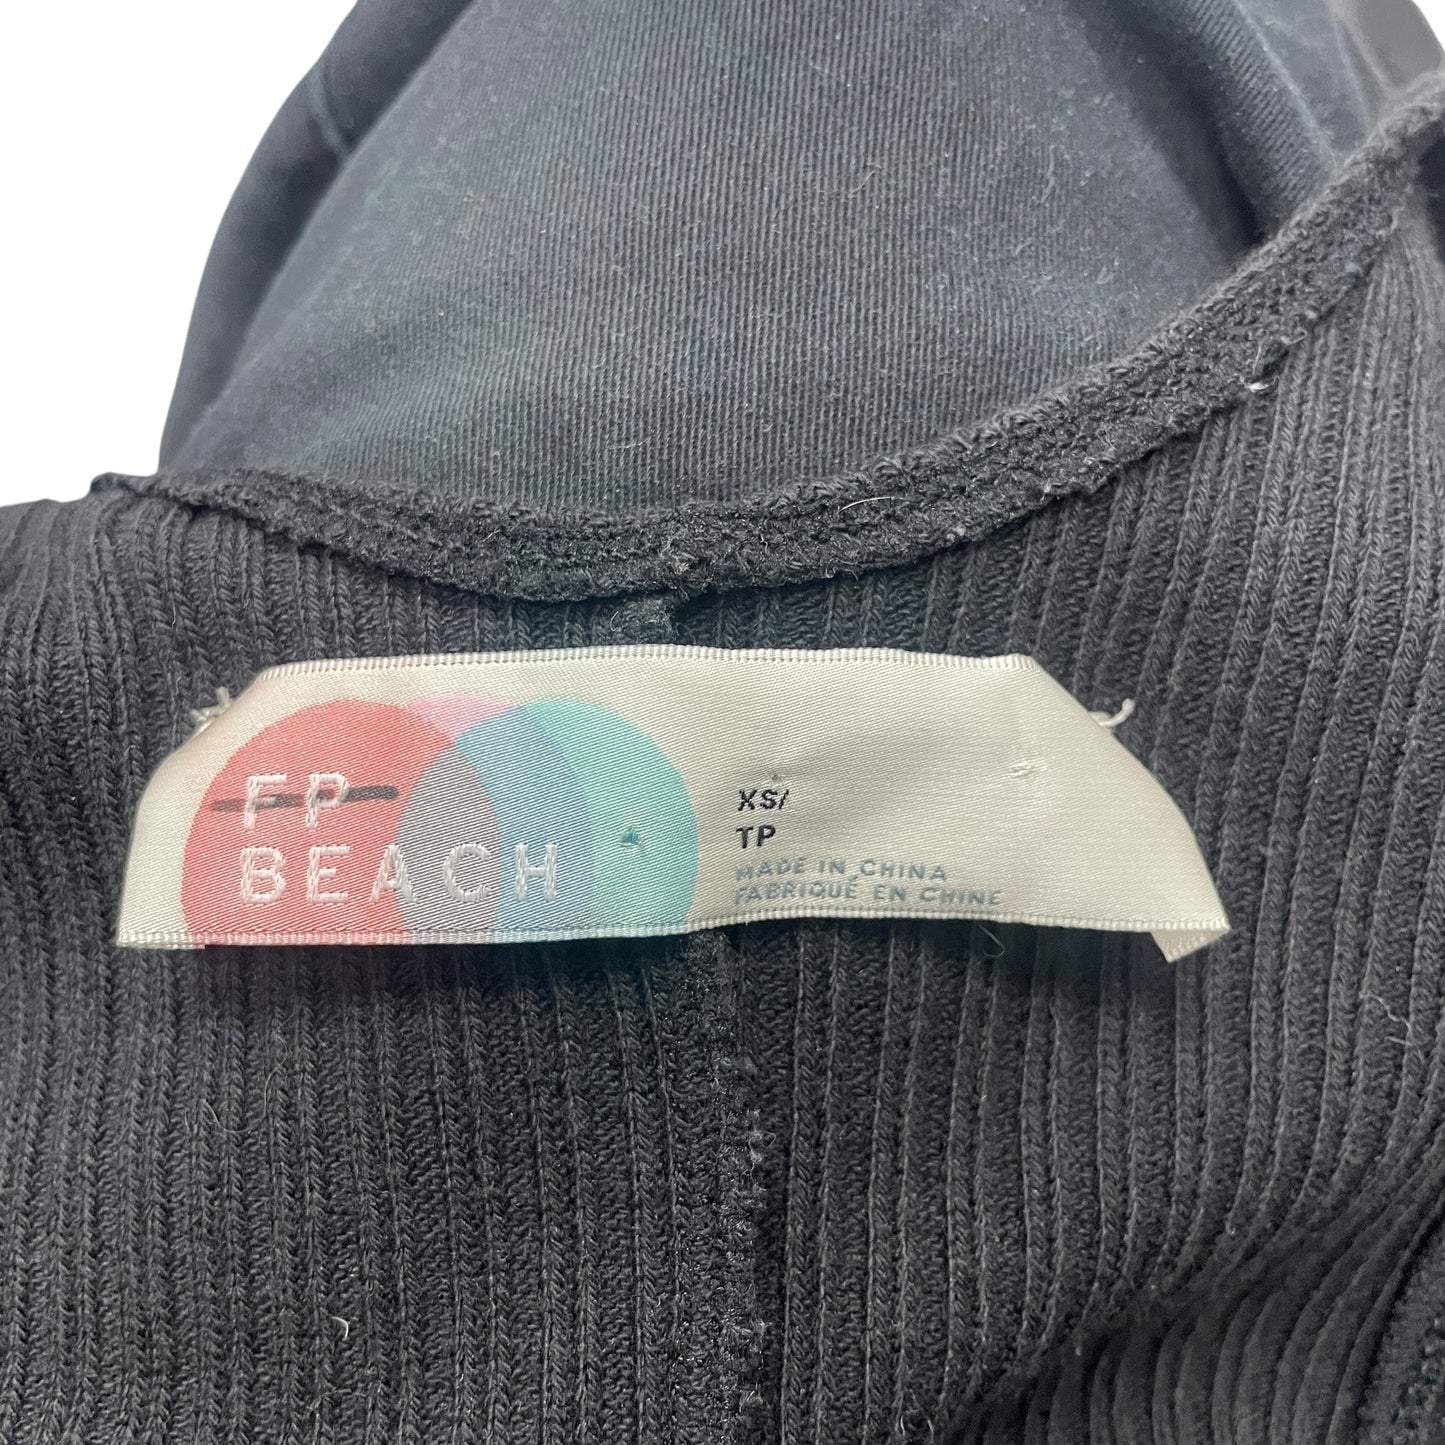 FP
BEACH
XS/
TP
MADE IN CHINA
FABRIQUÉ EN CHINE